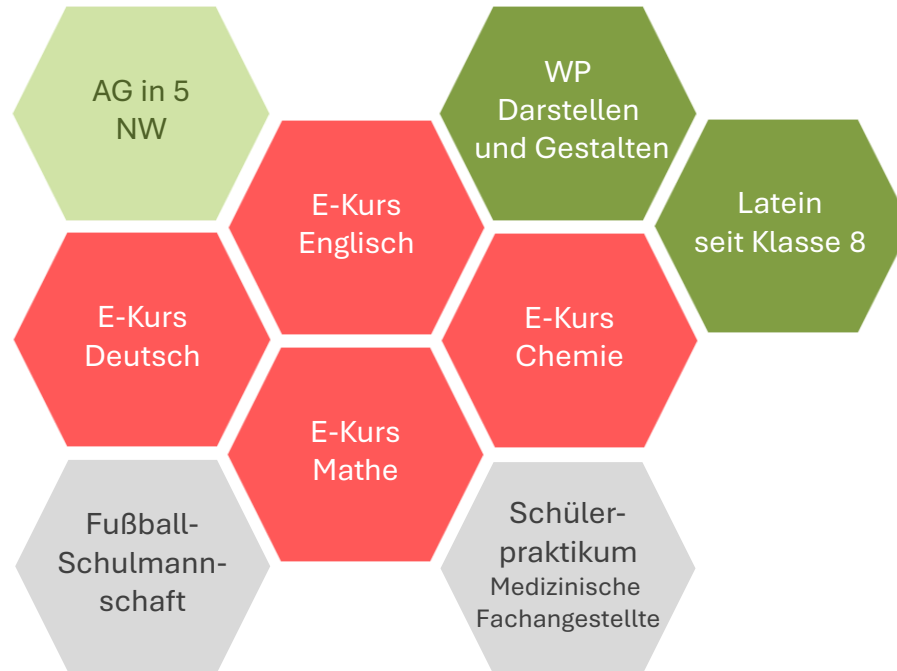 AG in 5
NW
WP
Darstellen
und Gestalten
E-Kurs
Englisch
Latein
seit Klasse 8
E-Kurs
Deutsch
E-Kurs
Chemie
E-Kurs
Mathe
Fußball-
Schulmann-
schaft
Schüler-
praktikum
Medizinische
Fachangestellte